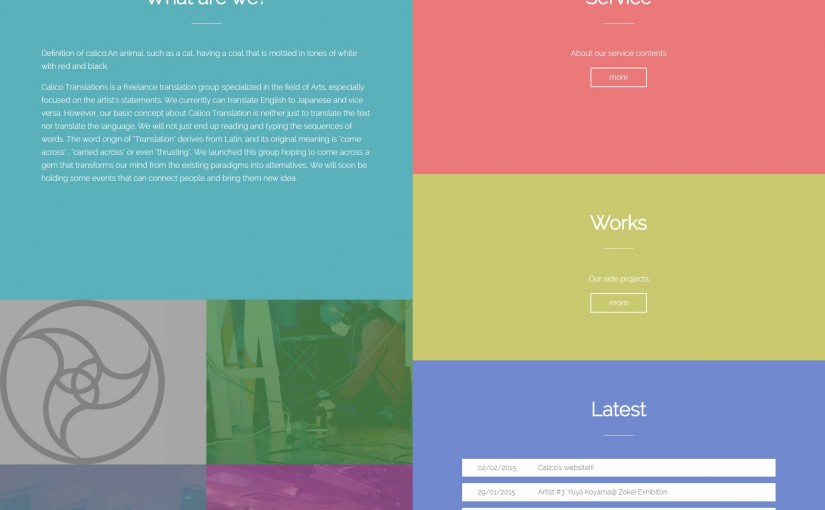 What are we?
Definition of calico:An animal, such as a cat, having a coat that is mottled in tones of white
with red and black.
Calico Translations is a freelance translation group specialized in the field of Arts, especially
focused on the artist's statements. We currently can translate English to Japanese and vice
versa. However, our basic concept about Calico Translation is neither just to translate the text
nor translate the language. We will not just end up reading and typing the sequences of
words. The word origin of "Translation" derives from Latin, and its original meaning is "come
across" , "carried across" or even "thrusting". We launched this group hoping to come across a
gem that transforms our mind from the existing paradigms into alternatives. We will soon be
holding some events that can connect people and bring them new idea.
Service
About our service contents
more
Works
Our side projects
more
Latest
02/02/2015 Calico's website!!!
29/01/2015 Artist #3: Yuya Koyama@ Zokei Exhibiton